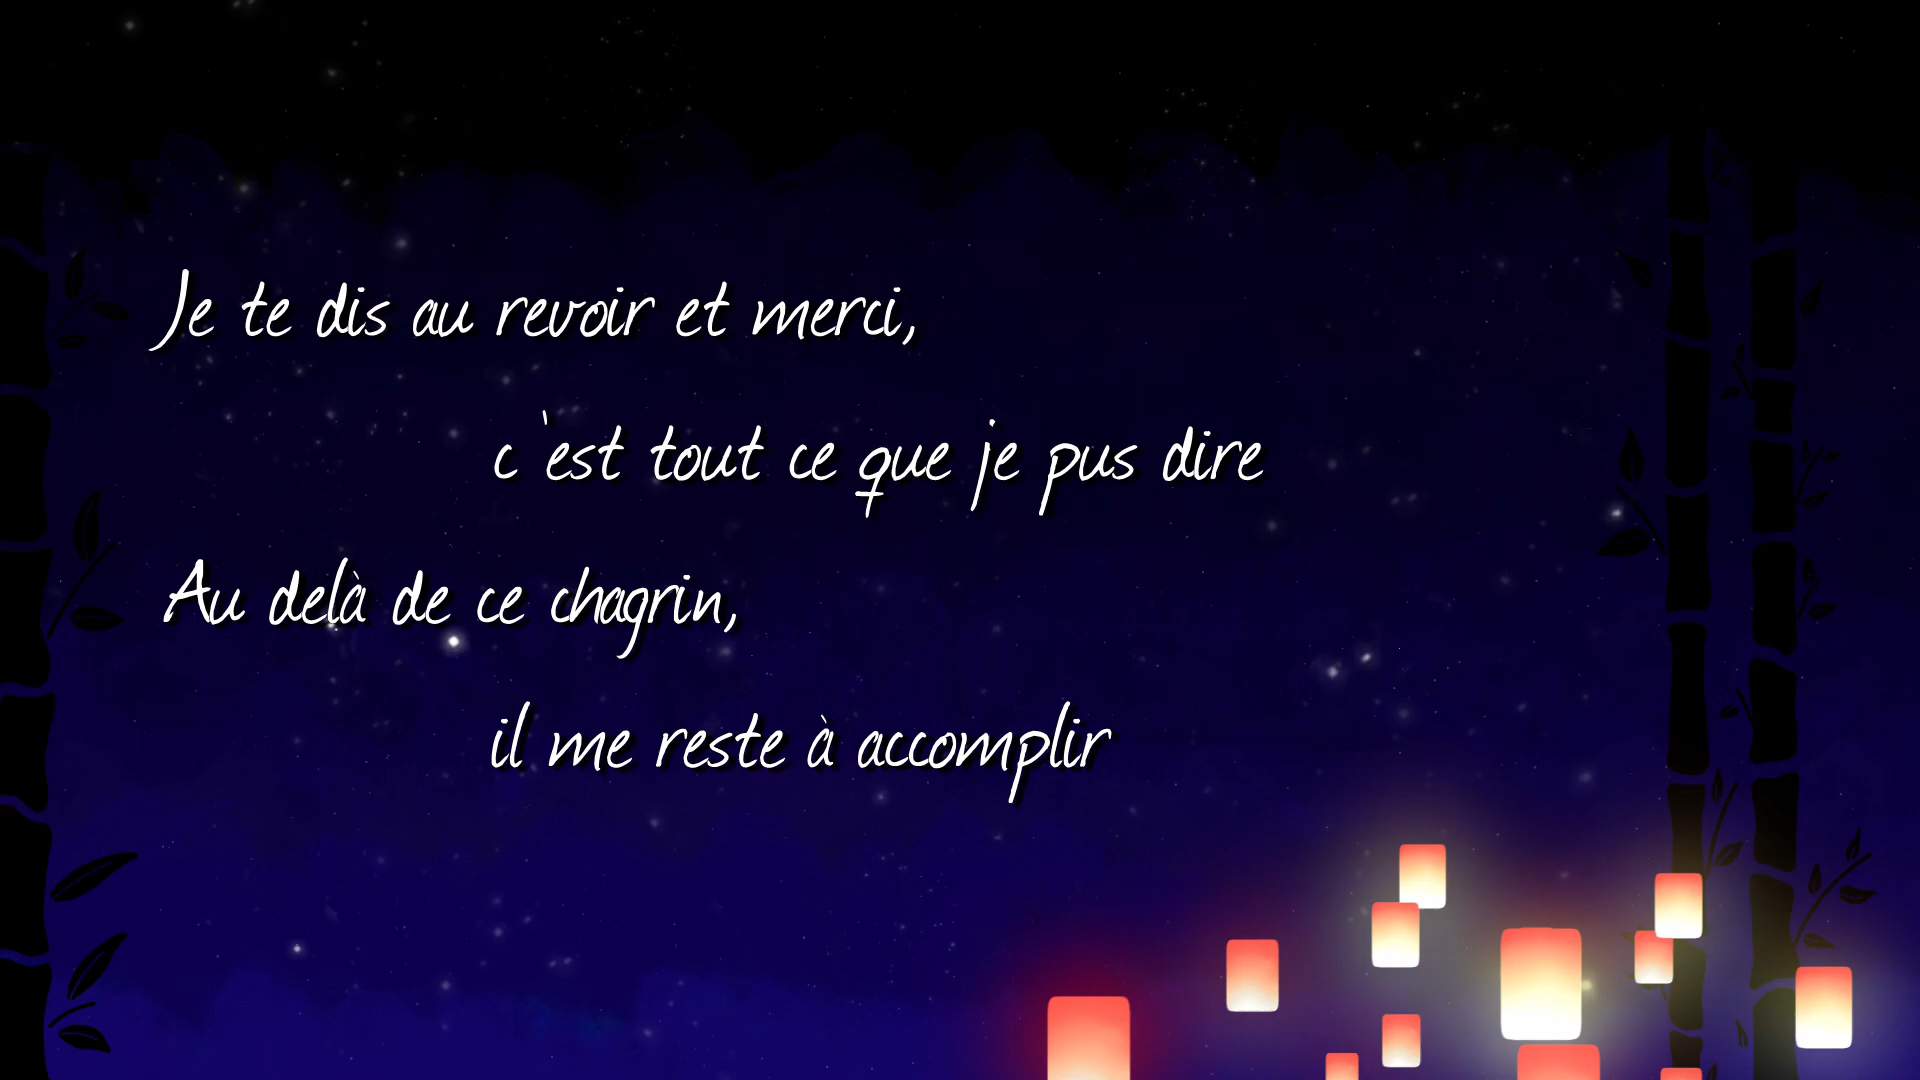 Je te dis au revoir et merci,
c'est tout ce que je pus dire
Au delà de ce chagrin,
il me reste à accomplir